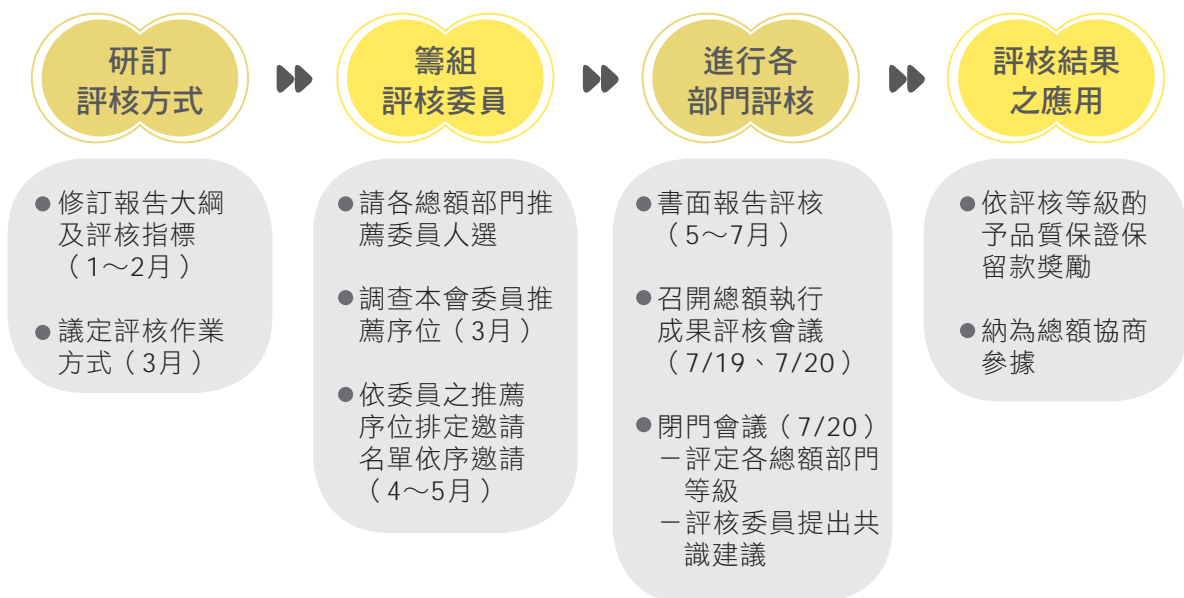 研訂
評核方式
籌組
評核委員
進行各
部門評核
評核結果
之應用
●修訂報告大綱
及評核指標
（1～2月）
●議定評核作業
方式（3月）
●請各總額部門推
薦委員人選
●調查本會委員推
薦序位（3月）
●依委員之推薦
序位排定邀請
名單依序邀請
（4～5月）
●書面報告評核
（5～7月）
●召開總額執行
成果評核會議
（7/19、7/20）
●閉門會議（7/20）
－評定各總額部門
等級
－評核委員提出共
識建議
●依評核等級酌
予品質保證保
留款獎勵
●納為總額協商
參據